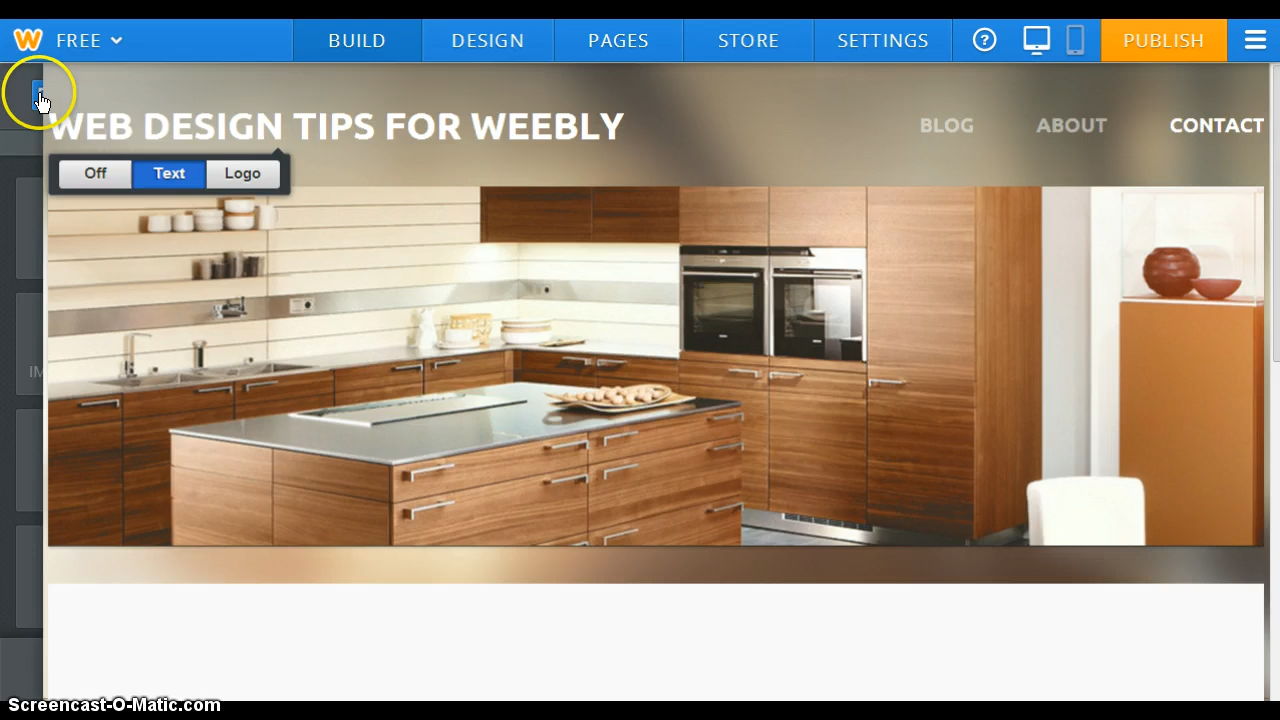 FREE BUILD DESIGN PAGES STORE SETTINGS ? PUBLISH
WEB DESIGN TIPS FOR WEEBLY BLOG ABOUT CONTACT
Off Text Logo
IM
Screencast-O-Matic.com